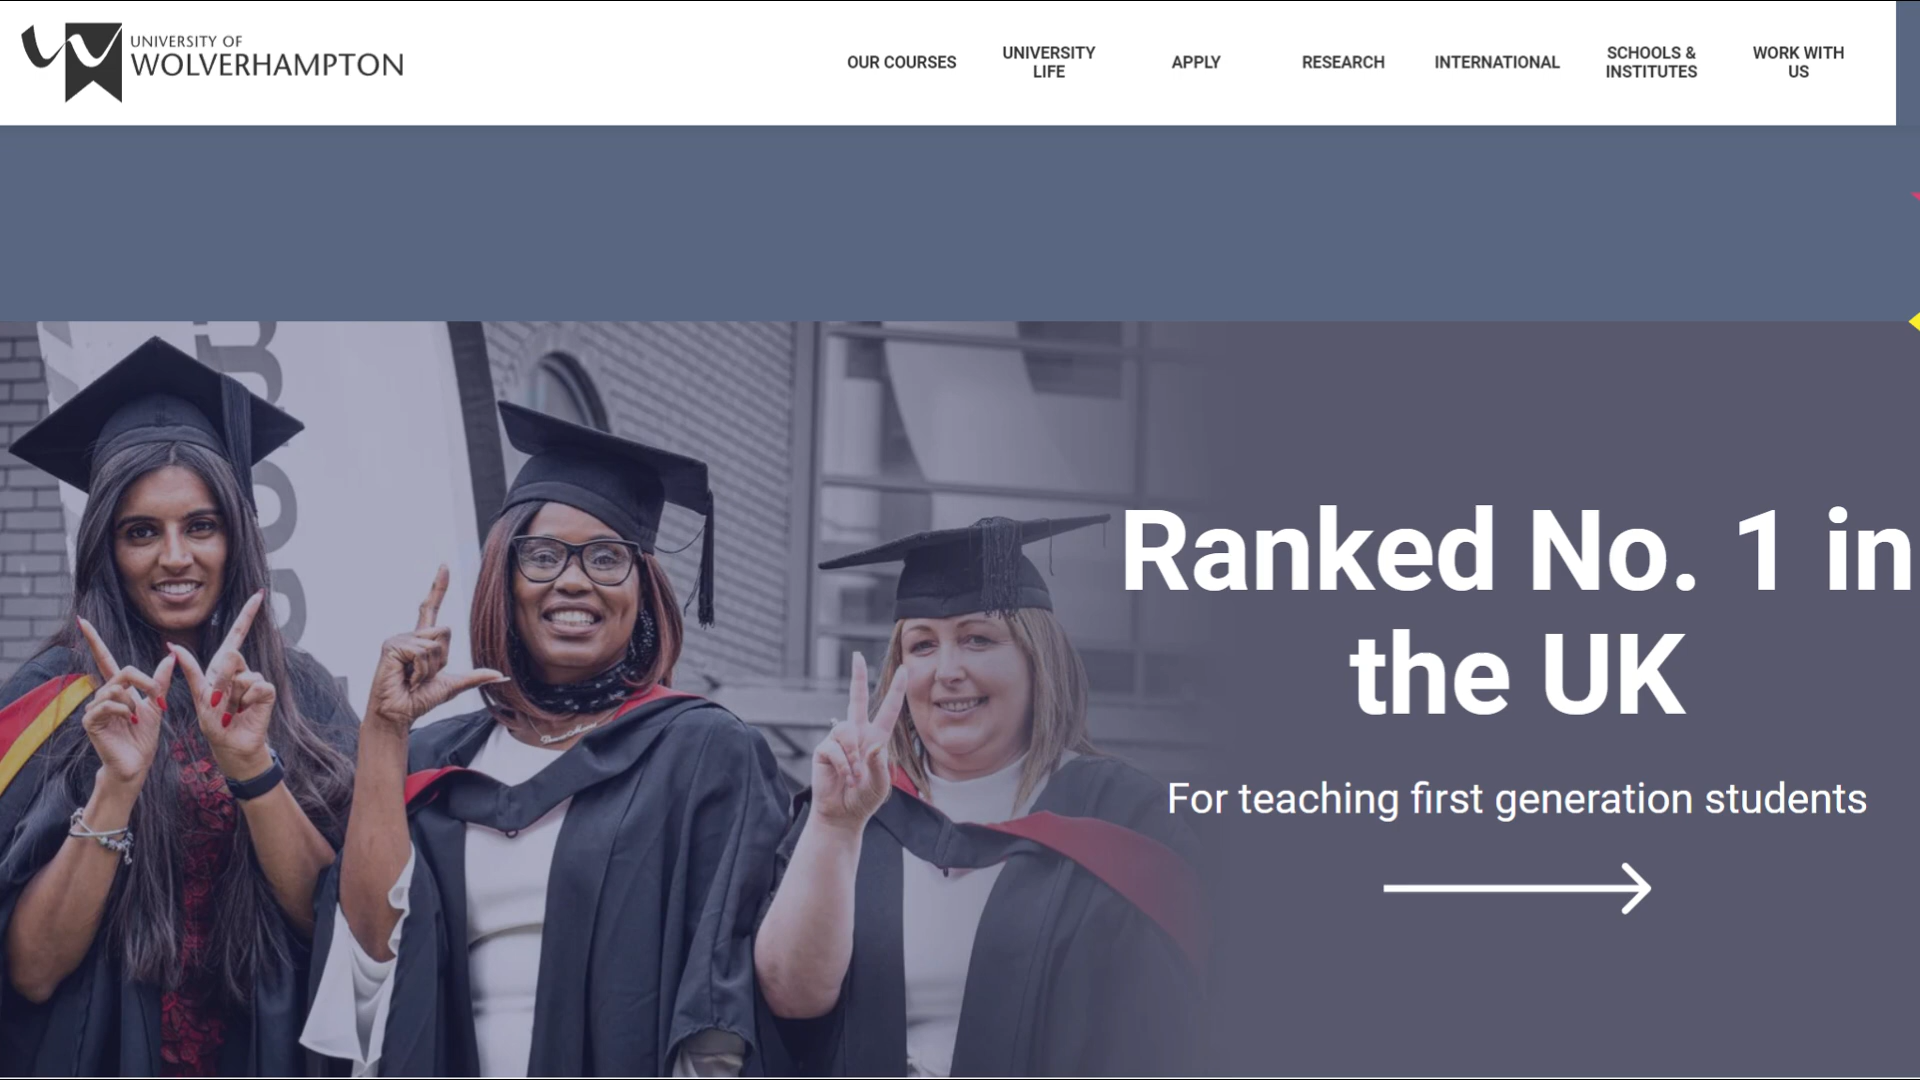 UNIVERSITY OF
WOLVERHAMPTON
OUR COURSES
UNIVERSITY
LIFE
APPLY
RESEARCH
INTERNATIONAL
SCHOOLS &
INSTITUTES
WORK WITH
US
Ranked No. 1 in
the UK
For teaching first generation students